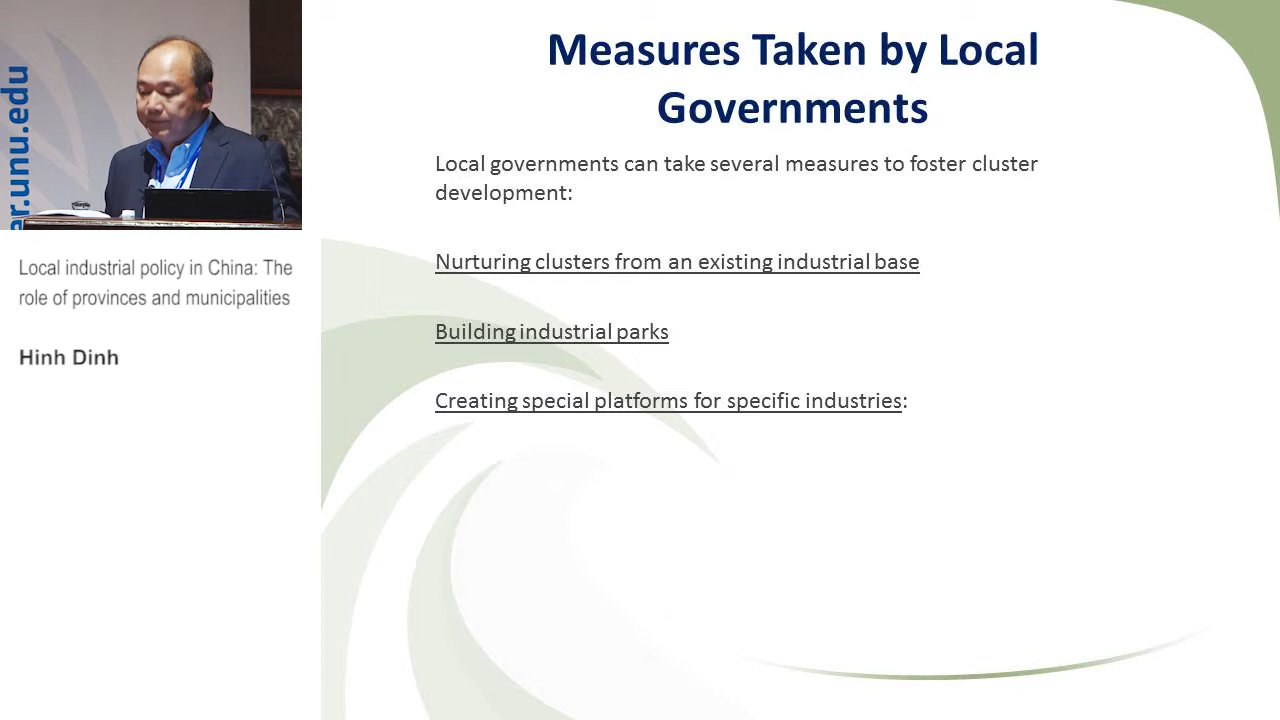 er.unu.edu
Local industrial policy in China: The
role of provinces and municipalities
Hinh Dinh
Measures Taken by Local
Governments
Local governments can take several measures to foster cluster
development:
Nurturing clusters from an existing industrial base
Building industrial parks
Creating special platforms for specific industries: